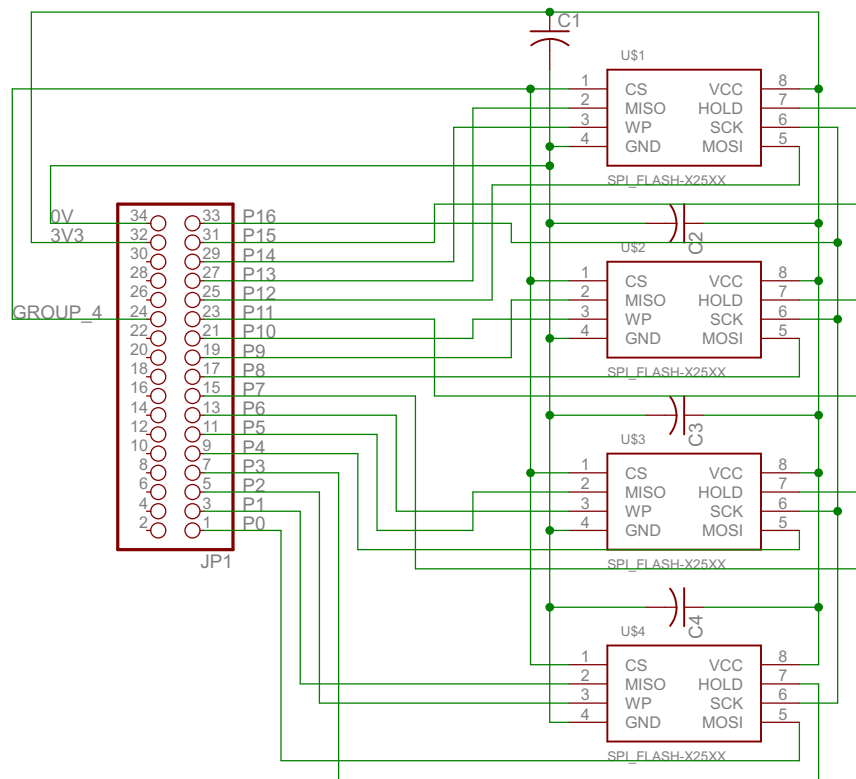 C1
U$1
1 CS VCC 8
2 MISO HOLD 7
3 WP SCK 6
4 GND MOSI 5
SPI_FLASH-X25XX
0V 34 33 P16
3V3 32 31 P15
30 29 P14
28 27 P13
26 25 P12
GROUP_4 24 23 P11
22 21 P10
20 19 P9
18 17 P8
16 15 P7
14 13 P6
12 11 P5
10 9 P4
8 7 P3
6 5 P2
4 3 P1
2 1 P0
JP1
C2
U$2
1 CS VCC 8
2 MISO HOLD 7
3 WP SCK 6
4 GND MOSI 5
SPI_FLASH-X25XX
C3
U$3
1 CS VCC 8
2 MISO HOLD 7
3 WP SCK 6
4 GND MOSI 5
SPI_FLASH-X25XX
C4
U$4
1 CS VCC 8
2 MISO HOLD 7
3 WP SCK 6
4 GND MOSI 5
SPI_FLASH-X25XX